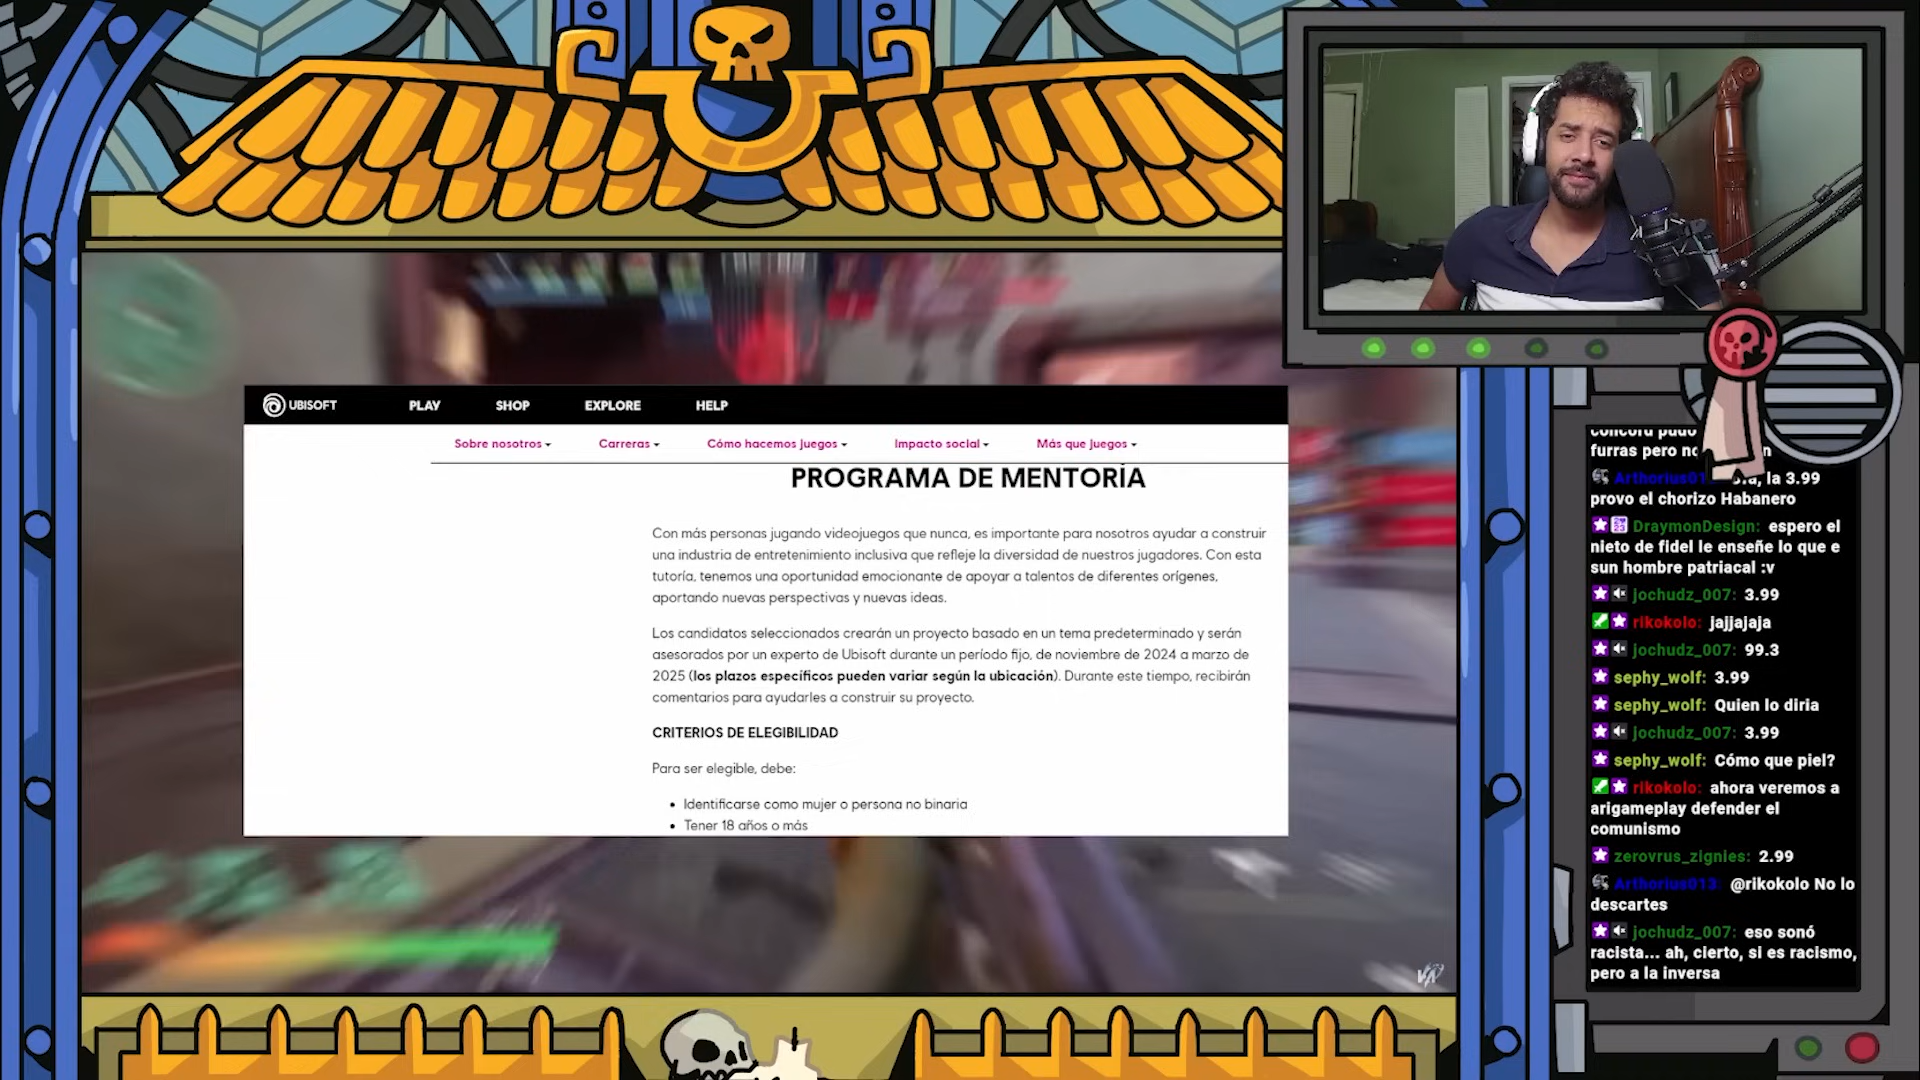 UBISOFT
PLAY
SHOP
EXPLORE
HELP
Sobre nosotros
Carreras
Cómo hacemos juegos
Impacto social
Más que juegos
PROGRAMA DE MENTORÍA
Con más personas jugando videojuegos que nunca, es importante para nosotros ayudar a construir
una industria de entretenimiento inclusiva que refleje la diversidad de nuestros jugadores. Con esta
tutoría, tenemos una oportunidad emocionante de apoyar a talentos de diferentes orígenes,
aportando nuevas perspectivas y nuevas ideas.
Los candidatos seleccionados crearán un proyecto basado en un tema predeterminado y serán
asesorados por un experto de Ubisoft durante un período fijo, de noviembre de 2024 a marzo de
2025 (los plazos específicos pueden variar según la ubicación). Durante este tiempo, recibirán
comentarios para ayudarles a construir su proyecto.
CRITERIOS DE ELEGIBILIDAD
Para ser elegible, debe:
• Identificarse como mujer o persona no binaria
• Tener 18 años o más
furras pero
la 3.99
provo el chorizo Habanero
DraymonDesign: espero el
nieto de fidel le enseñe lo que e
sun hombre patriacal :v
jochudz_007: 3.99
rikokolo: jajjajaja
jochudz_007: 99.3
sephy_wolf: 3.99
sephy_wolf: Quien lo diria
jochudz_007: 3.99
sephy_wolf: Cómo que piel?
rikokolo: ahora veremos a
arigameplay defender el
comunismo
zerovrus_zignies: 2.99
Arthorius013: @rikokolo No lo
descartes
jochudz_007: eso sonó
racista... ah, cierto, si es racismo,
pero a la inversa